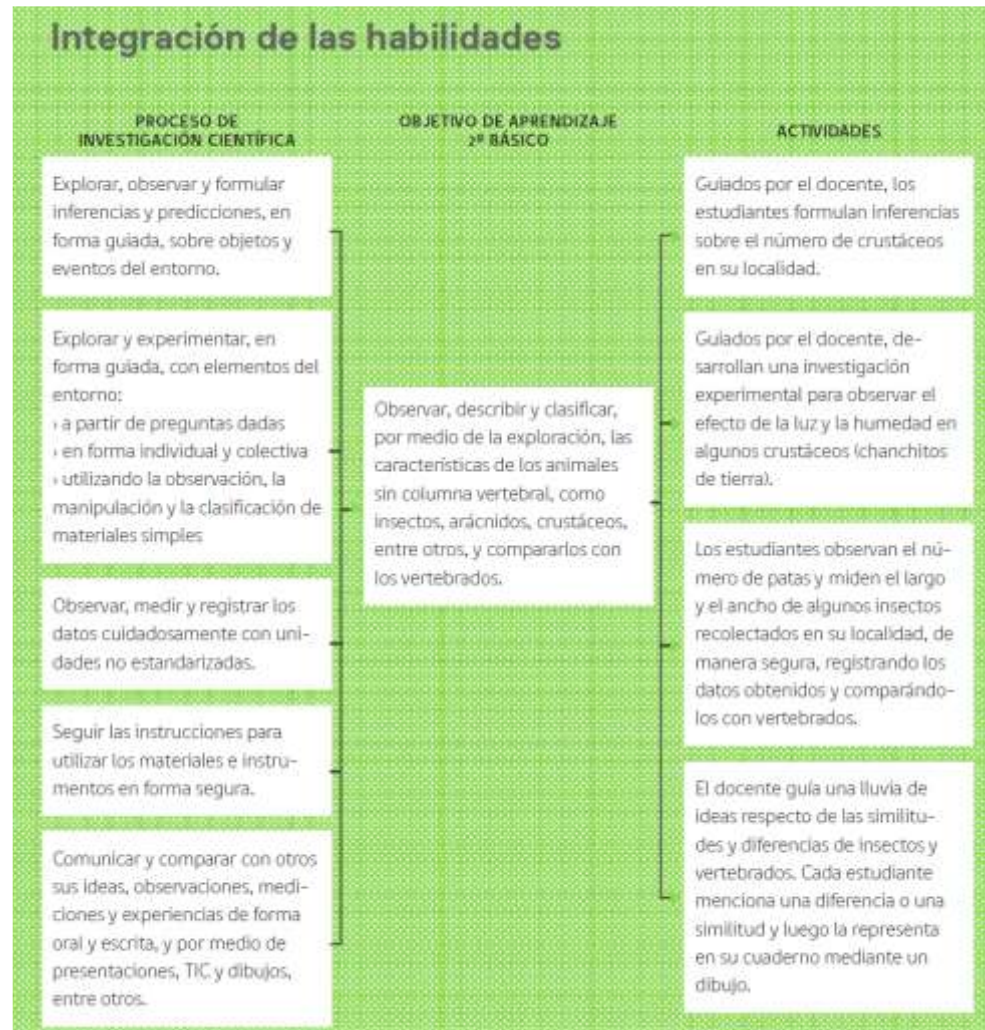 Integración de las habilidades
PROCESO DE
INVESTIGACIÓN CIENTÍFICA
Explorar, observar y formular
inferencias y predicciones, en
forma guiada, sobre objetos y
eventos del entorno.
Explorar y experimentar, en
forma guiada, con elementos del
entorno:
› a partir de preguntas dadas
› en forma individual y colectiva
› utilizando la observación, la
manipulación y la clasificación de
materiales simples
Observar, medir y registrar los
datos cuidadosamente con uni-
dades no estandarizadas.
Seguir las instrucciones para
utilizar los materiales e instru-
mentos en forma segura.
Comunicar y comparar con otros
sus ideas, observaciones, medi-
ciones y experiencias de forma
oral y escrita, y por medio de
presentaciones, TIC y dibujos,
entre otros.
OBJETIVO DE APRENDIZAJE
2º BÁSICO
Observar, describir y clasificar,
por medio de la exploración, las
características de los animales
sin columna vertebral, como
insectos, arácnidos, crustáceos,
entre otros, y compararlos con
los vertebrados.
ACTIVIDADES
Guiados por el docente, los
estudiantes formulan inferencias
sobre el número de crustáceos
en su localidad.
Guiados por el docente, de-
sarrollan una investigación
experimental para observar el
efecto de la luz y la humedad en
algunos crustáceos (chanchitos
de tierra).
Los estudiantes observan el nú-
mero de patas y miden el largo
y el ancho de algunos insectos
recolectados en su localidad, de
manera segura, registrando los
datos obtenidos y comparándo-
los con vertebrados.
El docente guía una lluvia de
ideas respecto de las similitu-
des y diferencias de insectos y
vertebrados. Cada estudiante
menciona una diferencia o una
similitud y luego la representa
en su cuaderno mediante un
dibujo.